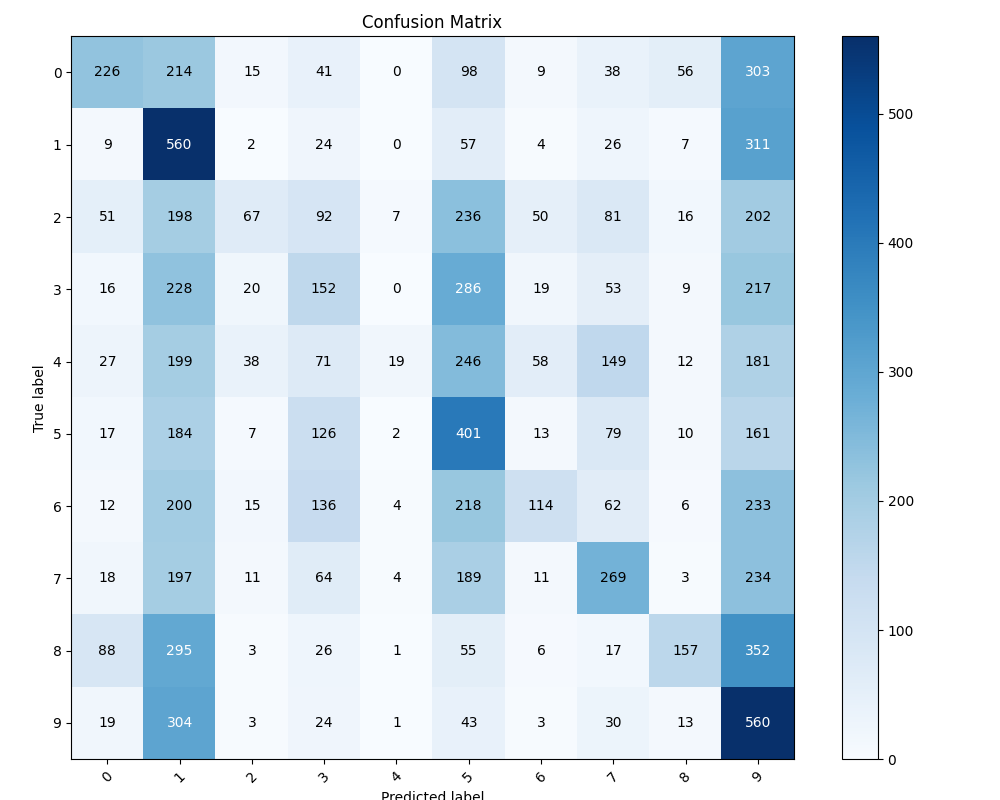 Confusion Matrix
0 226 214 15 41 0 98 9 38 56 303
1 9 560 2 24 0 57 4 26 7 311
2 51 198 67 92 7 236 50 81 16 202
3 16 228 20 152 0 286 19 53 9 217
4 27 199 38 71 19 246 58 149 12 181
5 17 184 7 126 2 401 13 79 10 161
6 12 200 15 136 4 218 114 62 6 233
7 18 197 11 64 4 189 11 269 3 234
8 88 295 3 26 1 55 6 17 157 352
9 19 304 3 24 1 43 3 30 13 560
0 1 2 3 4 5 6 7 8 9
True label
Predicted label
500
400
300
200
100
0